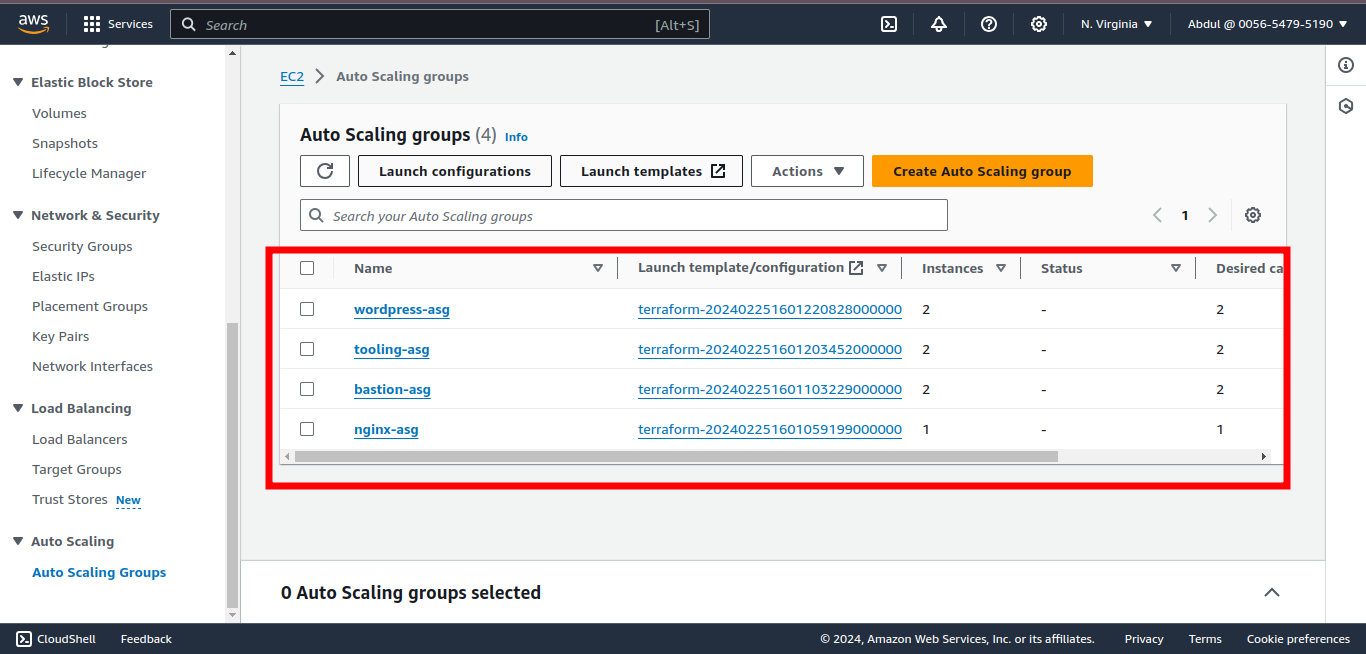 aws Services Search [Alt+S] N. Virginia Abdul @ 0056-5479-5190
Elastic Block Store
Volumes
Snapshots
Lifecycle Manager
Network & Security
Security Groups
Elastic IPs
Placement Groups
Key Pairs
Network Interfaces
Load Balancing
Load Balancers
Target Groups
Trust Stores New
Auto Scaling
Auto Scaling Groups
EC2 Auto Scaling groups
Auto Scaling groups (4) Info
Launch configurations Launch templates Actions Create Auto Scaling group
Search your Auto Scaling groups 1
Name Launch template/configuration Instances Status Desired ca
wordpress-asg terraform-202402251601220828000000 2 - 2
tooling-asg terraform-202402251601203452000000 2 - 2
bastion-asg terraform-202402251601103229000000 2 - 2
nginx-asg terraform-202402251601059199000000 1 - 1
0 Auto Scaling groups selected
CloudShell Feedback © 2024, Amazon Web Services, Inc. or its affiliates. Privacy Terms Cookie preferences